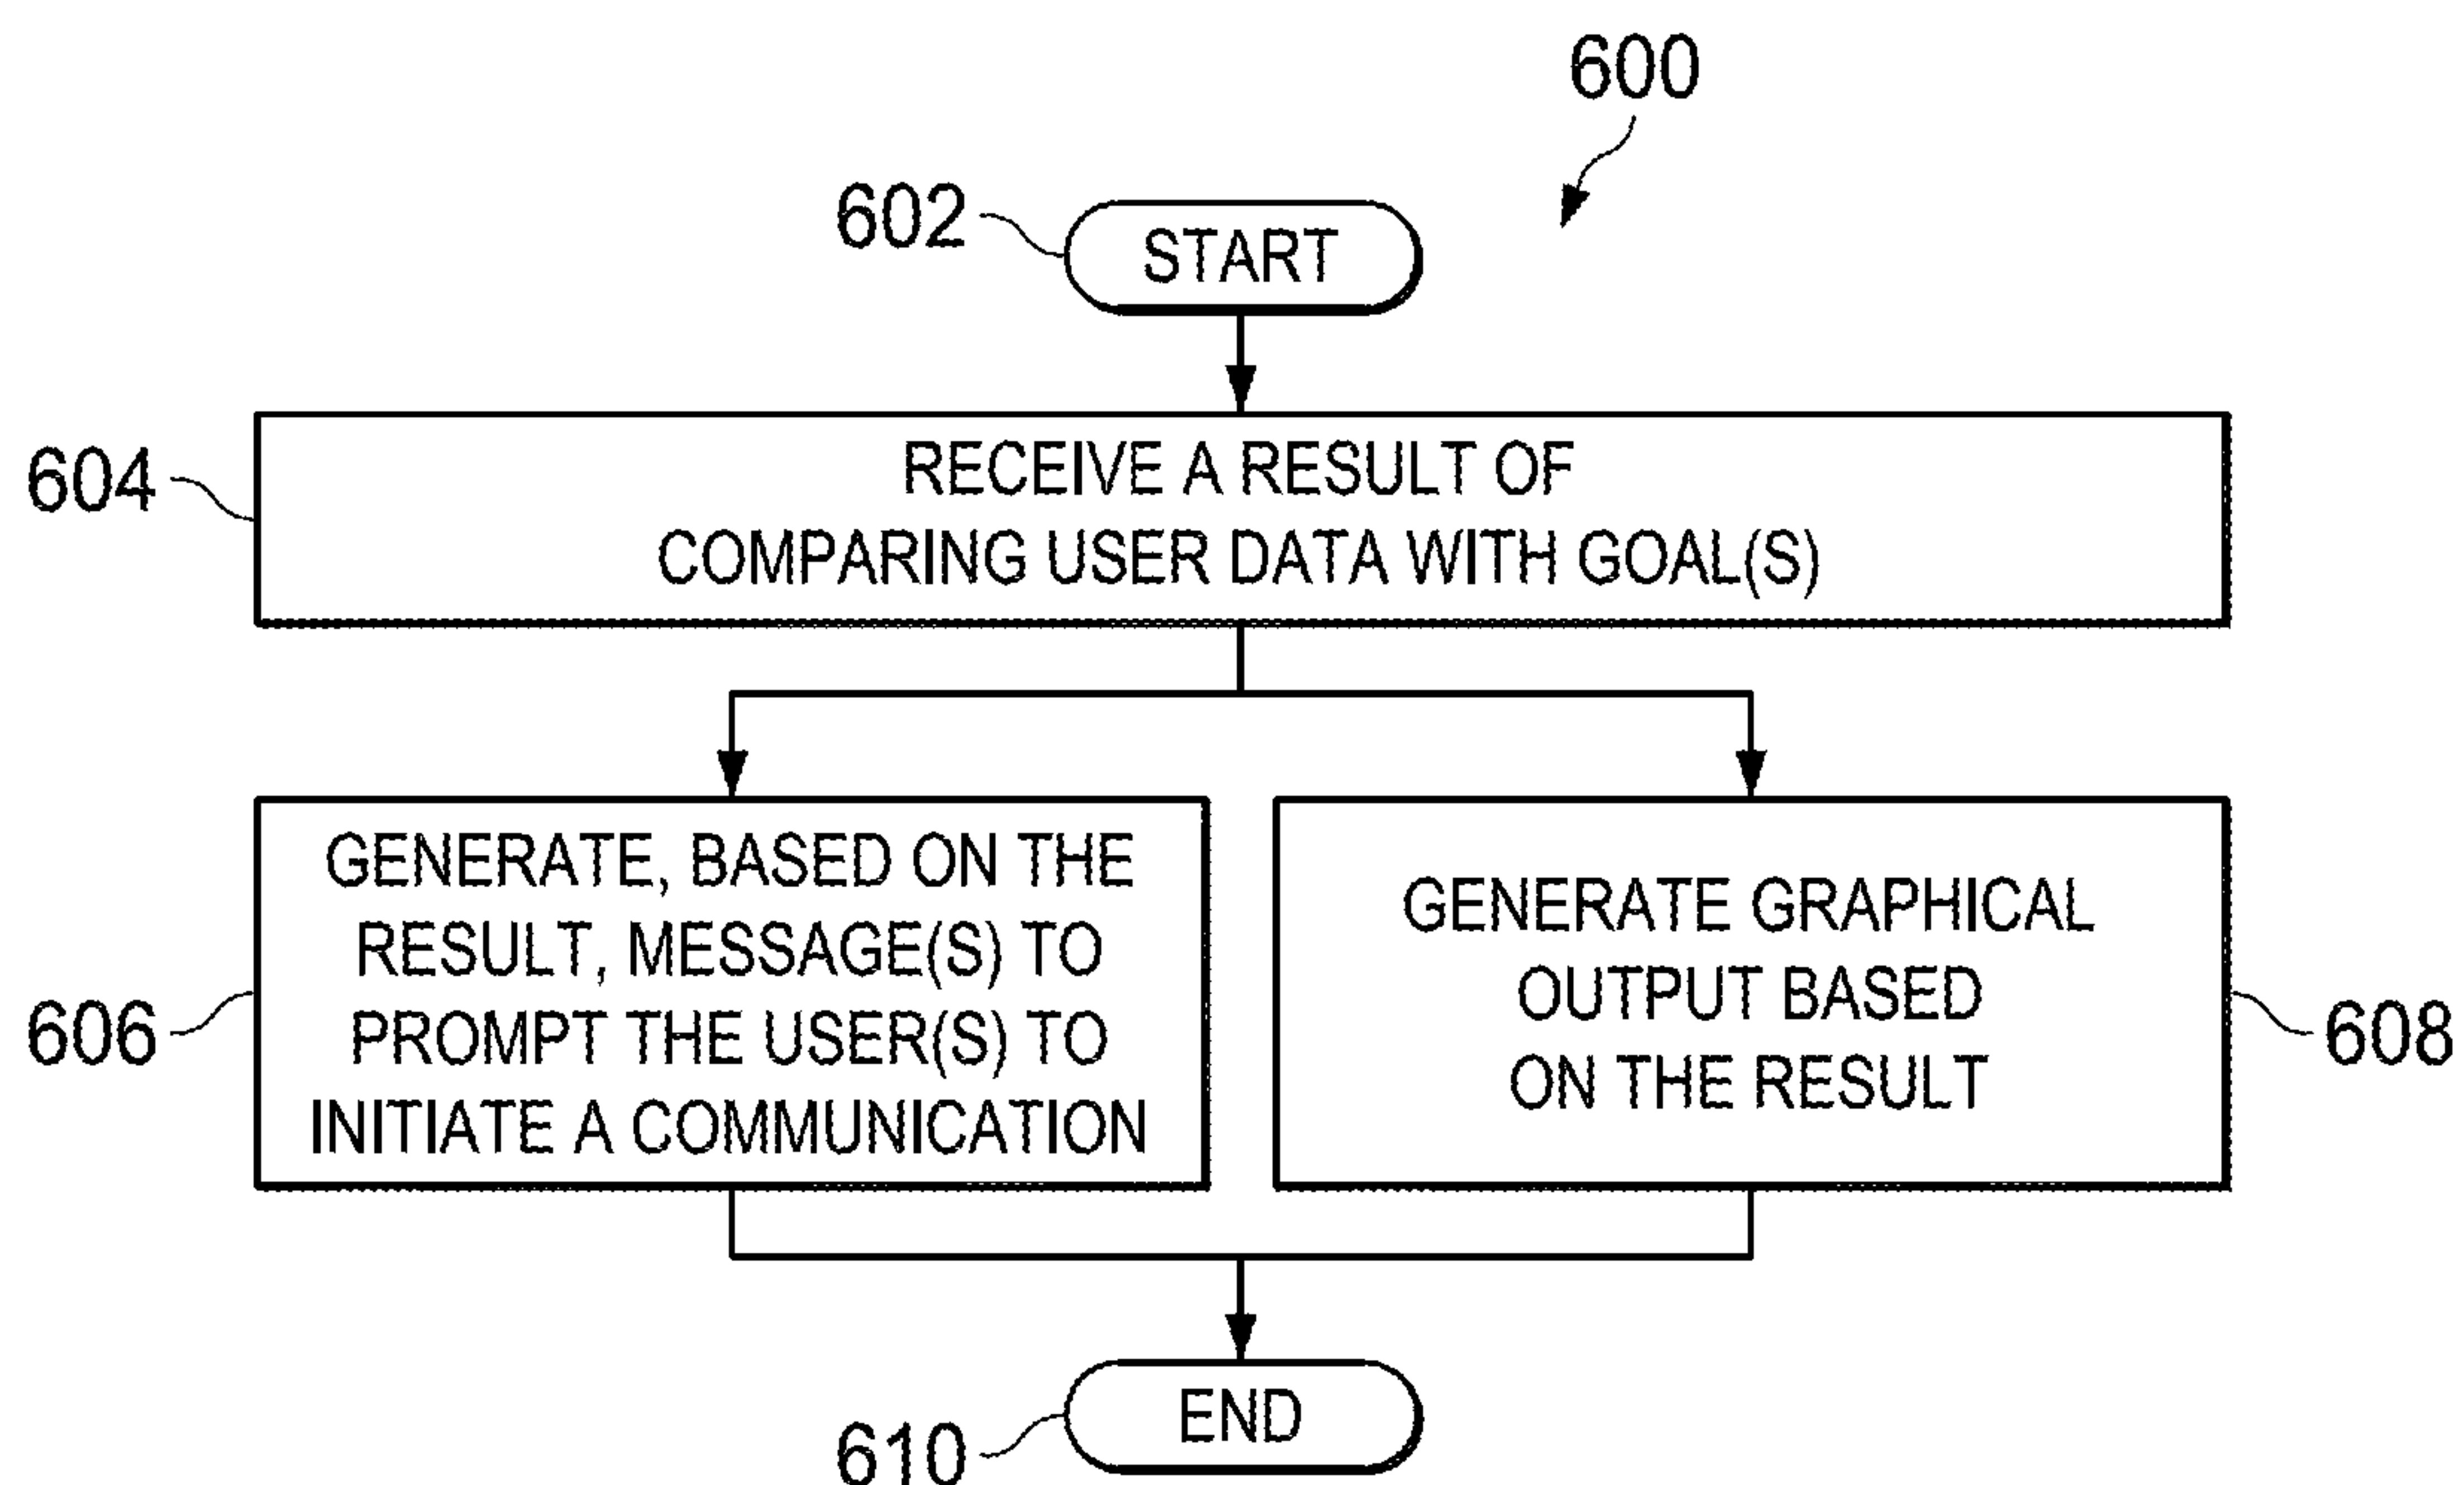 600
602
START
604
RECEIVE A RESULT OF
COMPARING USER DATA WITH GOAL(S)
606
GENERATE, BASED ON THE
RESULT, MESSAGE(S) TO
PROMPT THE USER(S) TO
INITIATE A COMMUNICATION
GENERATE GRAPHICAL
OUTPUT BASED
ON THE RESULT
608
610
END